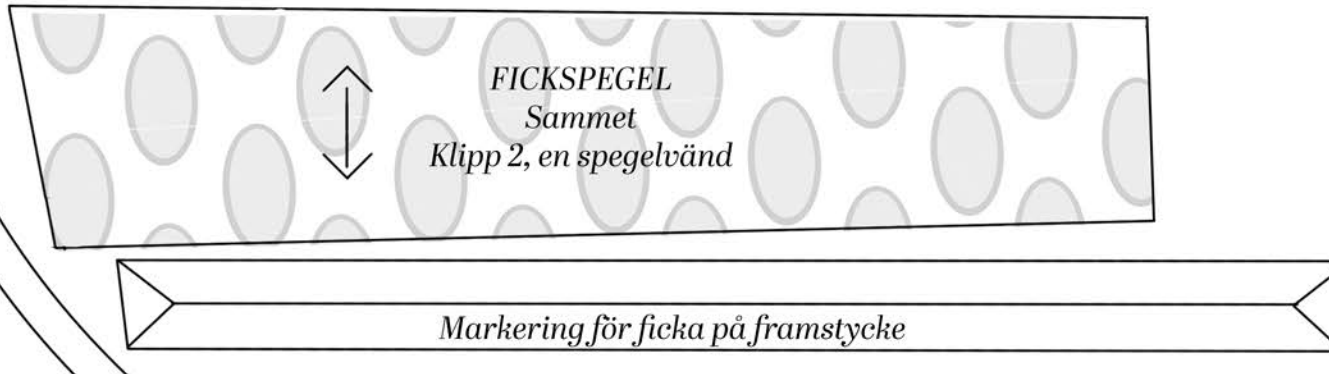 FICKSPEGEL
Sammet
Klipp 2, en spegelvänd
Markering för ficka på framstycke